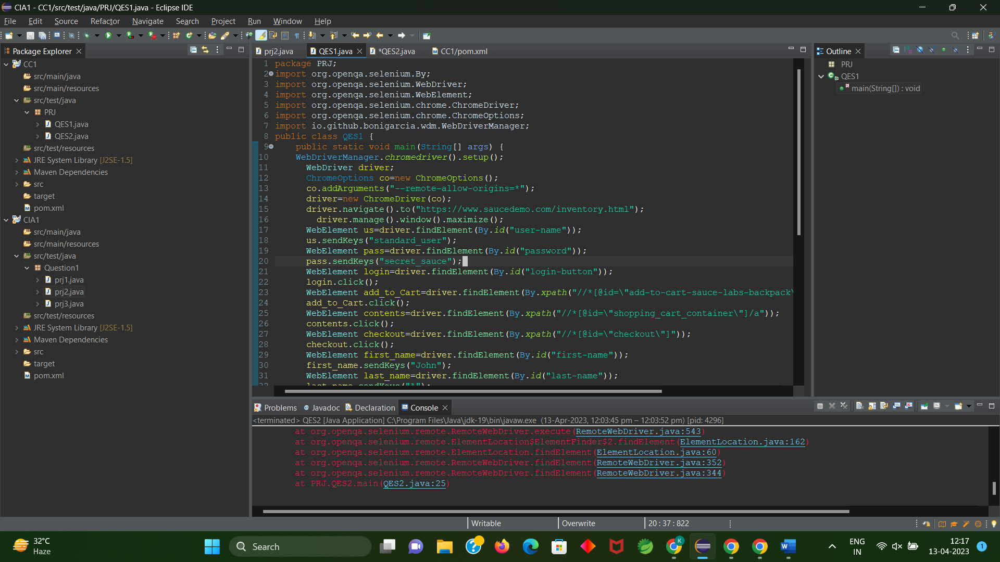 CIA1 - CC1/src/test/java/PRJ/QES1.java - Eclipse IDE
File Edit Source Refactor Navigate Search Project Run Window Help
Package Explorer
CC1
src/main/java
src/main/resources
src/test/java
PRJ
QES1.java
QES2.java
src/test/resources
JRE System Library [J2SE-1.5]
Maven Dependencies
src
target
pom.xml
CIA1
src/main/java
src/main/resources
src/test/java
Question1
prj1.java
prj2.java
prj3.java
src/test/resources
JRE System Library [J2SE-1.5]
Maven Dependencies
src
target
pom.xml
prj2.java QES1.java *QES2.java CC1/pom.xml
1 package PRJ;
2 import org.openqa.selenium.By;
3 import org.openqa.selenium.WebDriver;
4 import org.openqa.selenium.WebElement;
5 import org.openqa.selenium.chrome.ChromeDriver;
6 import org.openqa.selenium.chrome.ChromeOptions;
7 import io.github.bonigarcia.wdm.WebDriverManager;
8 public class QES1 {
9 public static void main(String[] args) {
10 WebDriverManager.chromedriver().setup();
11 WebDriver driver;
12 ChromeOptions co=new ChromeOptions();
13 co.addArguments("--remote-allow-origins=*");
14 driver=new ChromeDriver(co);
15 driver.navigate().to("https://www.saucedemo.com/inventory.html");
16 driver.manage().window().maximize();
17 WebElement us=driver.findElement(By.id("user-name"));
18 us.sendKeys("standard_user");
19 WebElement pass=driver.findElement(By.id("password"));
20 pass.sendKeys("secret_sauce");
21 WebElement login=driver.findElement(By.id("login-button"));
22 login.click();
23 WebElement add_to_Cart=driver.findElement(By.xpath("//*[@id=\"add-to-cart-sauce-labs-backpack\
24 add_to_Cart.click();
25 WebElement contents=driver.findElement(By.xpath("//*[@id=\"shopping_cart_container\"]/a"));
26 contents.click();
27 WebElement checkout=driver.findElement(By.xpath("//*[@id=\"checkout\"]"));
28 checkout.click();
29 WebElement first_name=driver.findElement(By.id("first-name"));
30 first_name.sendKeys("John");
31 WebElement last_name=driver.findElement(By.id("last-name"));
32 last_name.sendKeys("A");
Outline
PRJ
QES1
main(String[]) : void
Problems Javadoc Declaration Console
<terminated> QES2 [Java Application] C:\Program Files\Java\jdk-19\bin\javaw.exe (13-Apr-2023, 12:03:45 pm – 12:03:52 pm) [pid: 4296]
at org.openqa.selenium.remote.RemoteWebDriver.execute(RemoteWebDriver.java:543)
at org.openqa.selenium.remote.ElementLocation$ElementFinder$2.findElement(ElementLocation.java:162)
at org.openqa.selenium.remote.ElementLocation.findElement(ElementLocation.java:60)
at org.openqa.selenium.remote.RemoteWebDriver.findElement(RemoteWebDriver.java:352)
at org.openqa.selenium.remote.RemoteWebDriver.findElement(RemoteWebDriver.java:344)
at PRJ.QES2.main(QES2.java:25)
Writable Overwrite 20 : 37 : 822
32°C
Haze
Search
ENG
IN
12:17
13-04-2023
1